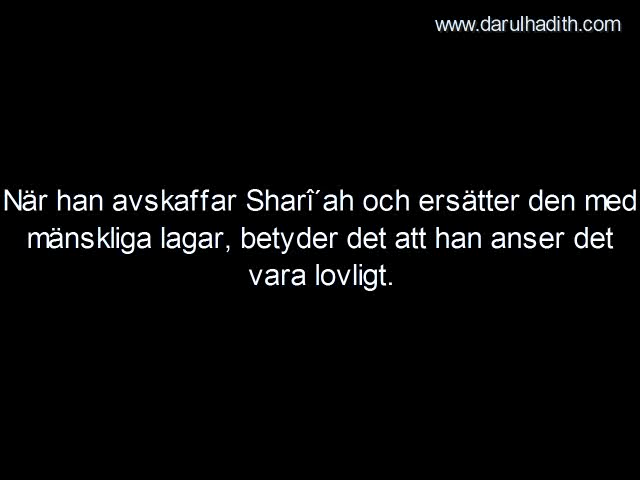 www.darulhadith.com
När han avskaffar Sharî´ah och ersätter den med
mänskliga lagar, betyder det att han anser det
vara lovligt.